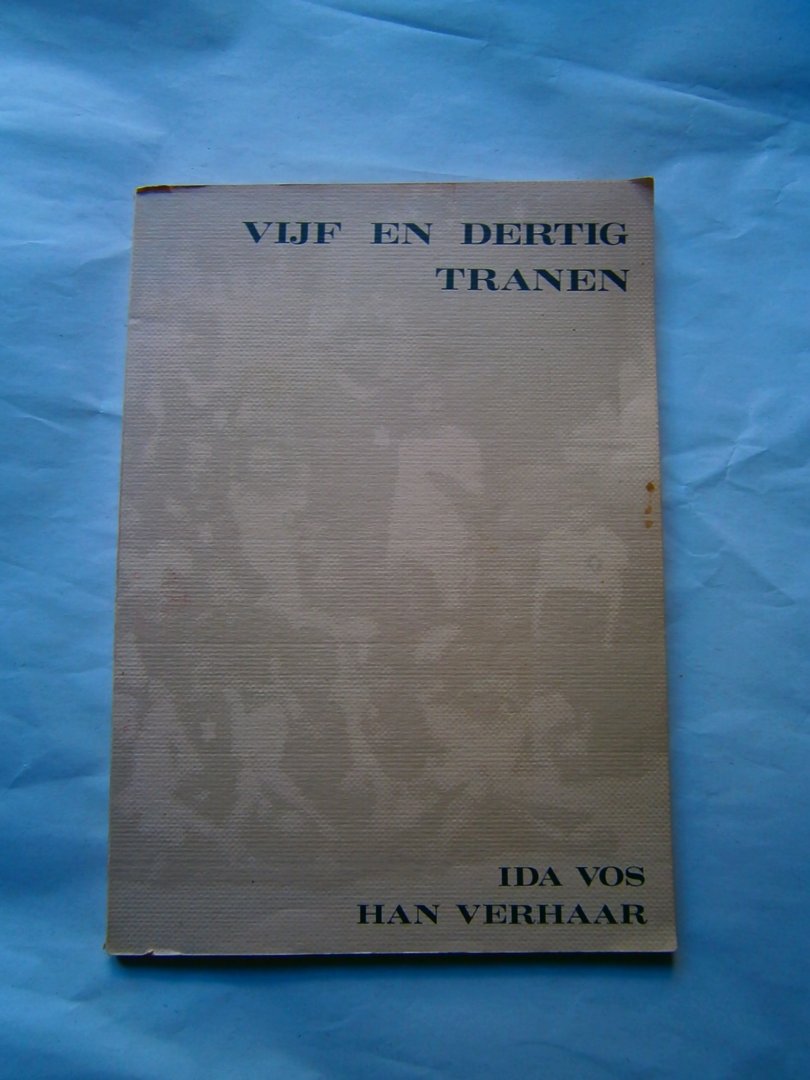 VIJF EN DERTIG
TRANEN
IDA VOS
HAN VERHAAR